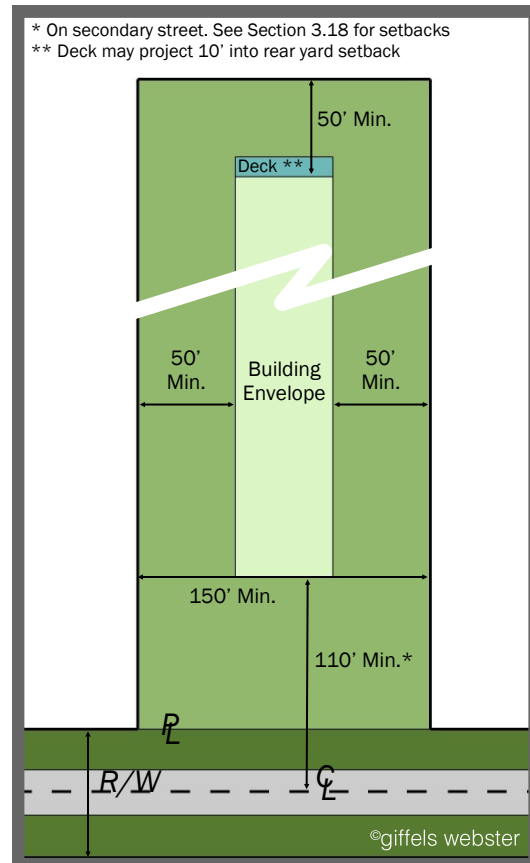 * On secondary street. See Section 3.18 for setbacks
** Deck may project 10’ into rear yard setback
50’ Min.
Deck **
50’
Min.
Building
Envelope
50’
Min.
150’ Min.
110’ Min.*
PL
R/W
CL
©giffels webster